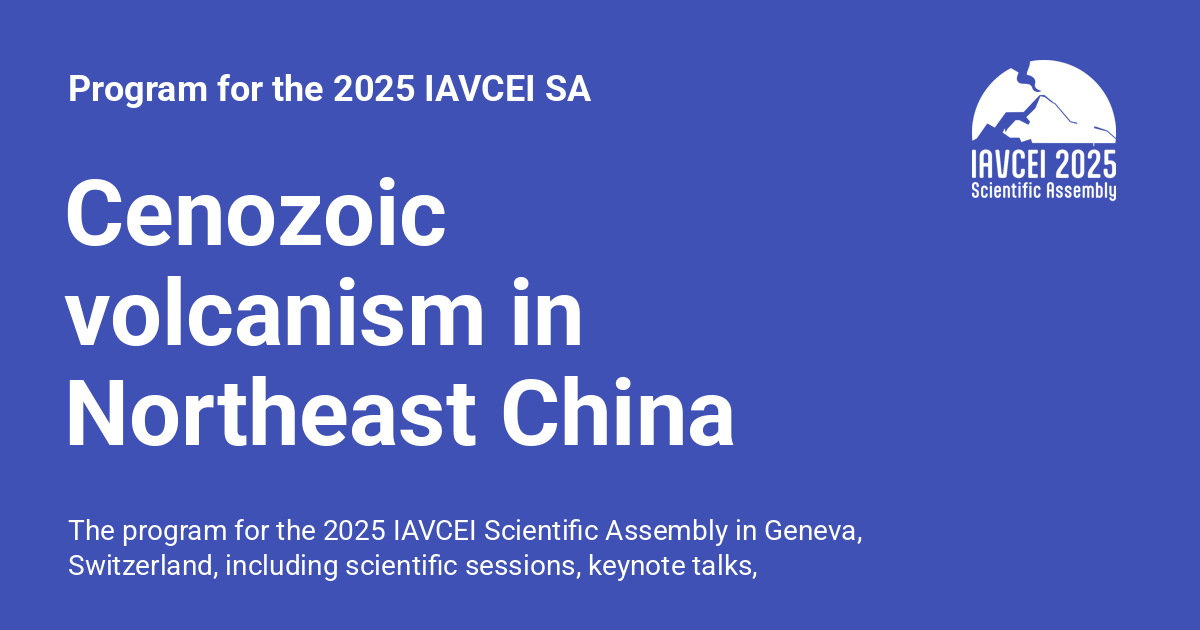 Program for the 2025 IAVCEI SA
IAVCEI 2025
Scientific Assembly
Cenozoic
volcanism in
Northeast China
The program for the 2025 IAVCEI Scientific Assembly in Geneva,
Switzerland, including scientific sessions, keynote talks,